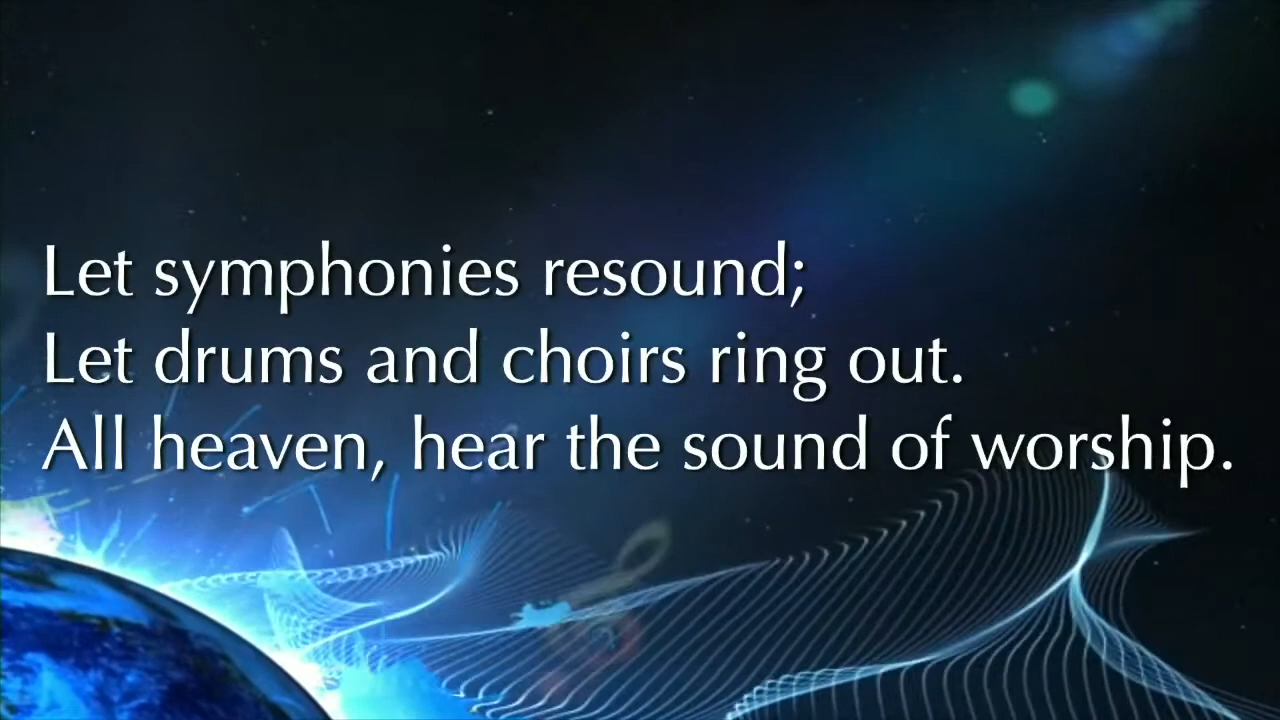 Let symphonies resound;
Let drums and choirs ring out.
All heaven, hear the sound of worship.